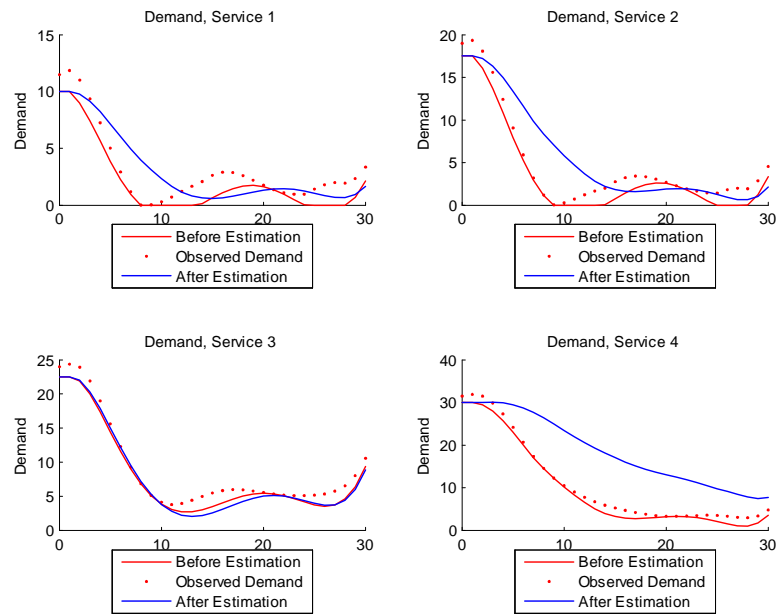 Demand, Service 1
15
10
5
0
Demand
0
10
20
30
Before Estimation
Observed Demand
After Estimation
Demand, Service 2
20
15
10
5
0
Demand
0
10
20
30
Before Estimation
Observed Demand
After Estimation
Demand, Service 3
25
20
15
10
5
0
Demand
0
10
20
30
Before Estimation
Observed Demand
After Estimation
Demand, Service 4
40
30
20
10
0
Demand
0
10
20
30
Before Estimation
Observed Demand
After Estimation